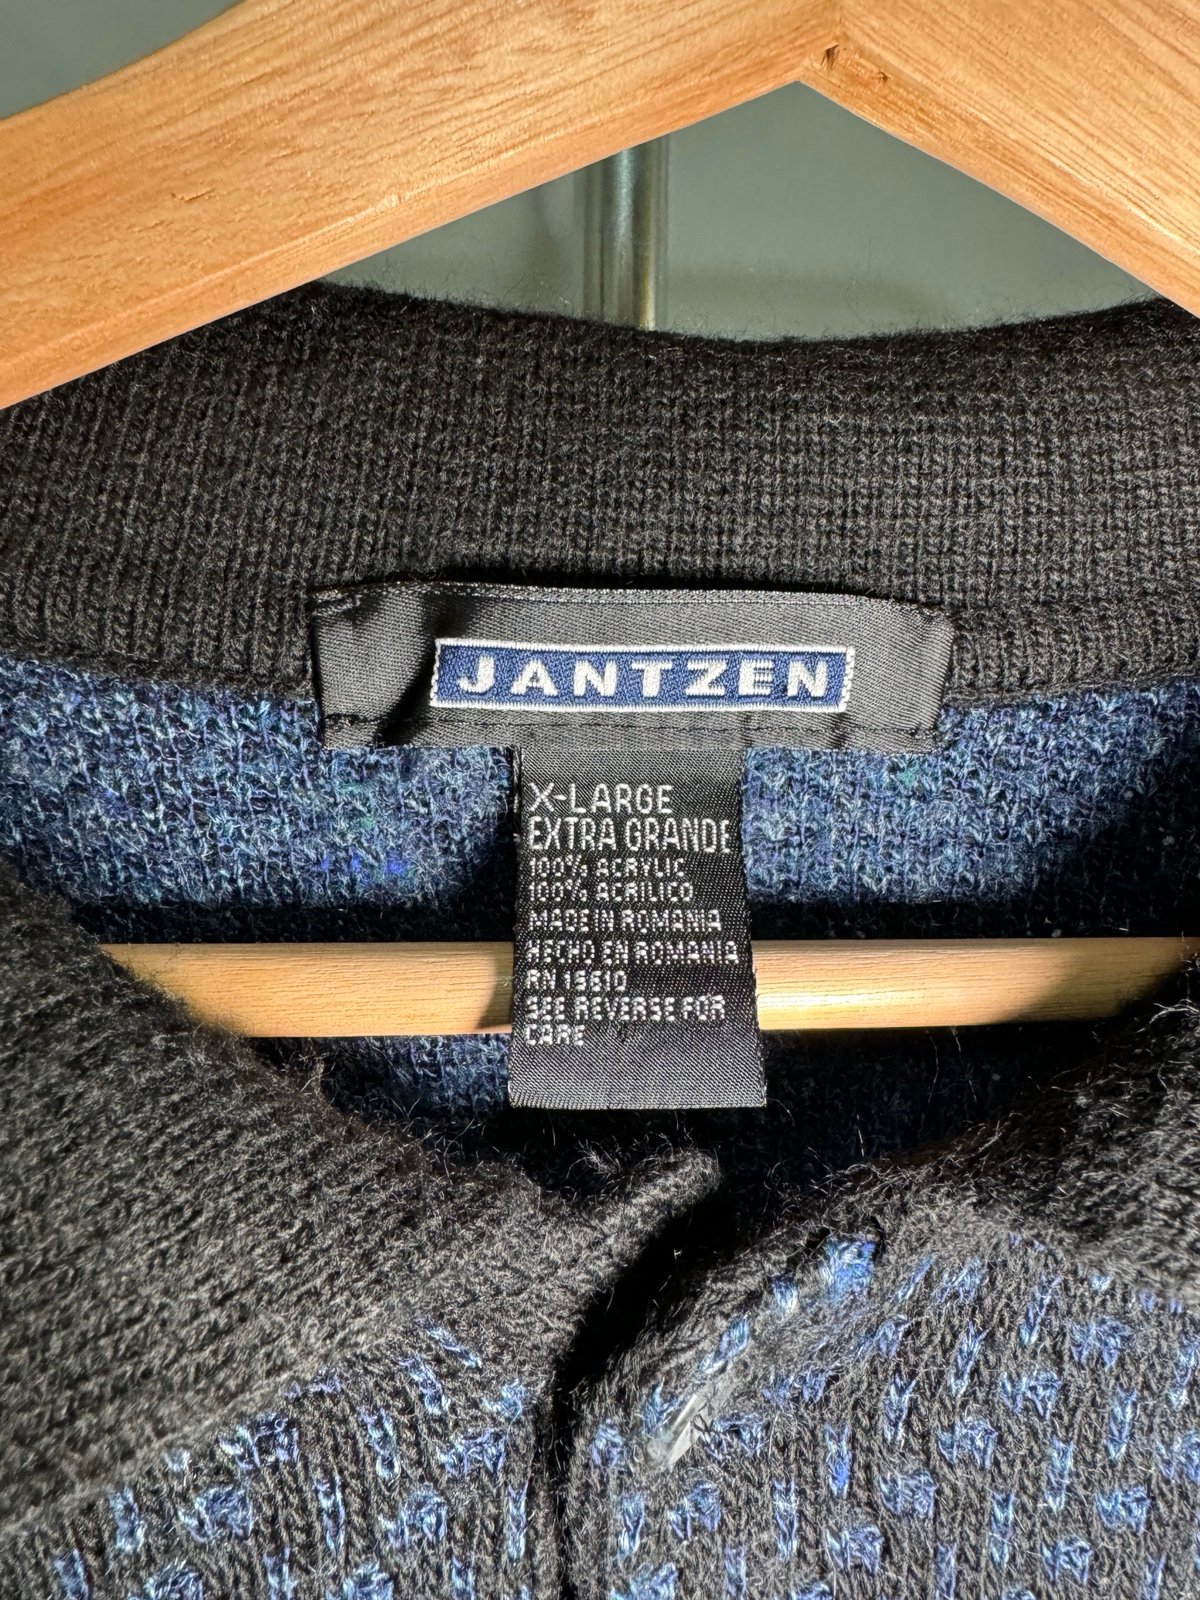 JANTZEN
X-LARGE
EXTRA GRANDE
100% ACRYLIC
100% ACRILICO
MADE IN ROMANIA
HECHO EN ROMANIA
RN 15610
SEE REVERSE FOR
CARE